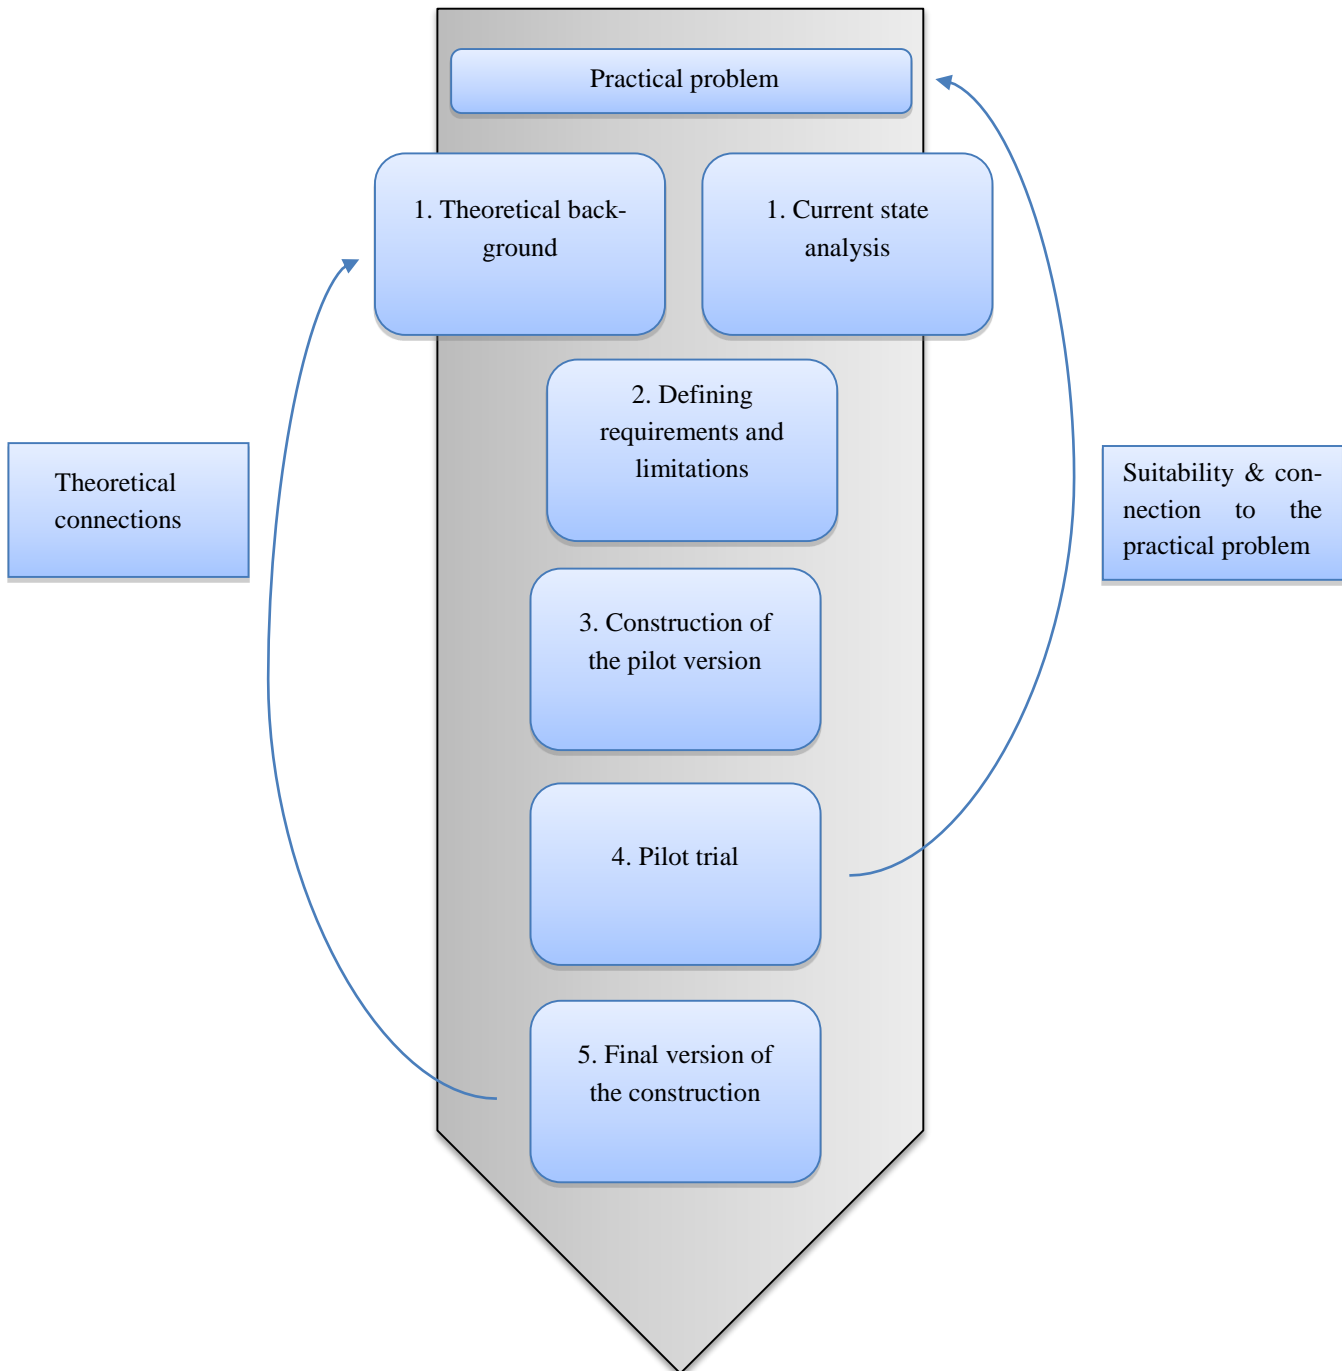 Practical problem
1. Theoretical back-
ground
1. Current state
analysis
2. Defining
requirements and
limitations
Theoretical
connections
Suitability & con-
nection to the
practical problem
3. Construction of
the pilot version
4. Pilot trial
5. Final version of
the construction